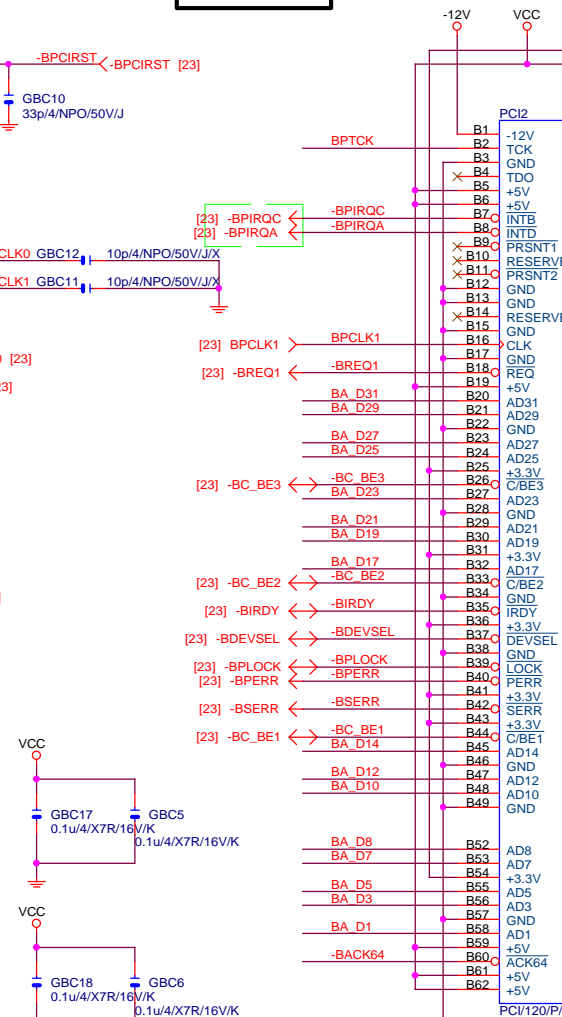 -12V VCC
-BPCIRST -BPCIRST [23]
GBC10
33p/4/NPO/50V/J
PCI2
B1 -12V
BPTCK B2 TCK
B3 GND
B4 TDO
B5 +5V
B6 +5V
[23] -BPIRQC -BPIRQC B7 INTB
[23] -BPIRQA -BPIRQA B8 INTD
B9 PRSNT1
CLK0 GBC12 10p/4/NPO/50V/J/X B10 RESERVE
B11 PRSNT2
CLK1 GBC11 10p/4/NPO/50V/J/X B12 GND
B13 GND
B14 RESERVE
B15 GND
[23] BPCLK1 BPCLK1 B16 CLK
[23]
B17 GND
[23] -BREQ1 -BREQ1 B18 REQ
23]
B19 +5V
BA_D31 B20 AD31
BA_D29 B21 AD29
B22 GND
BA_D27 B23 AD27
BA_D25 B24 AD25
B25 +3.3V
[23] -BC_BE3 -BC_BE3 B26 C/BE3
BA_D23 B27 AD23
B28 GND
BA_D21 B29 AD21
BA_D19 B30 AD19
B31 +3.3V
BA_D17 B32 AD17
[23] -BC_BE2 -BC_BE2 B33 C/BE2
B34 GND
[23] -BIRDY -BIRDY B35 IRDY
B36 +3.3V
[23] -BDEVSEL -BDEVSEL B37 DEVSEL
B38 GND
[23] -BPLOCK -BPLOCK B39 LOCK
[23] -BPERR -BPERR B40 PERR
B41 +3.3V
[23] -BSERR -BSERR B42 SERR
B43 +3.3V
[23] -BC_BE1 -BC_BE1 B44 C/BE1
BA_D14 B45 AD14
VCC
B46 GND
BA_D12 B47 AD12
BA_D10 B48 AD10
B49 GND
GBC17 GBC5
0.1u/4/X7R/16V/K
0.1u/4/X7R/16V/K
BA_D8 B52 AD8
BA_D7 B53 AD7
B54 +3.3V
BA_D5 B55 AD5
BA_D3 B56 AD3
VCC
B57 GND
BA_D1 B58 AD1
B59 +5V
-BACK64 B60 ACK64
B61 +5V
B62 +5V
GBC18 GBC6
0.1u/4/X7R/16V/K
0.1u/4/X7R/16V/K
PCI/120/P/